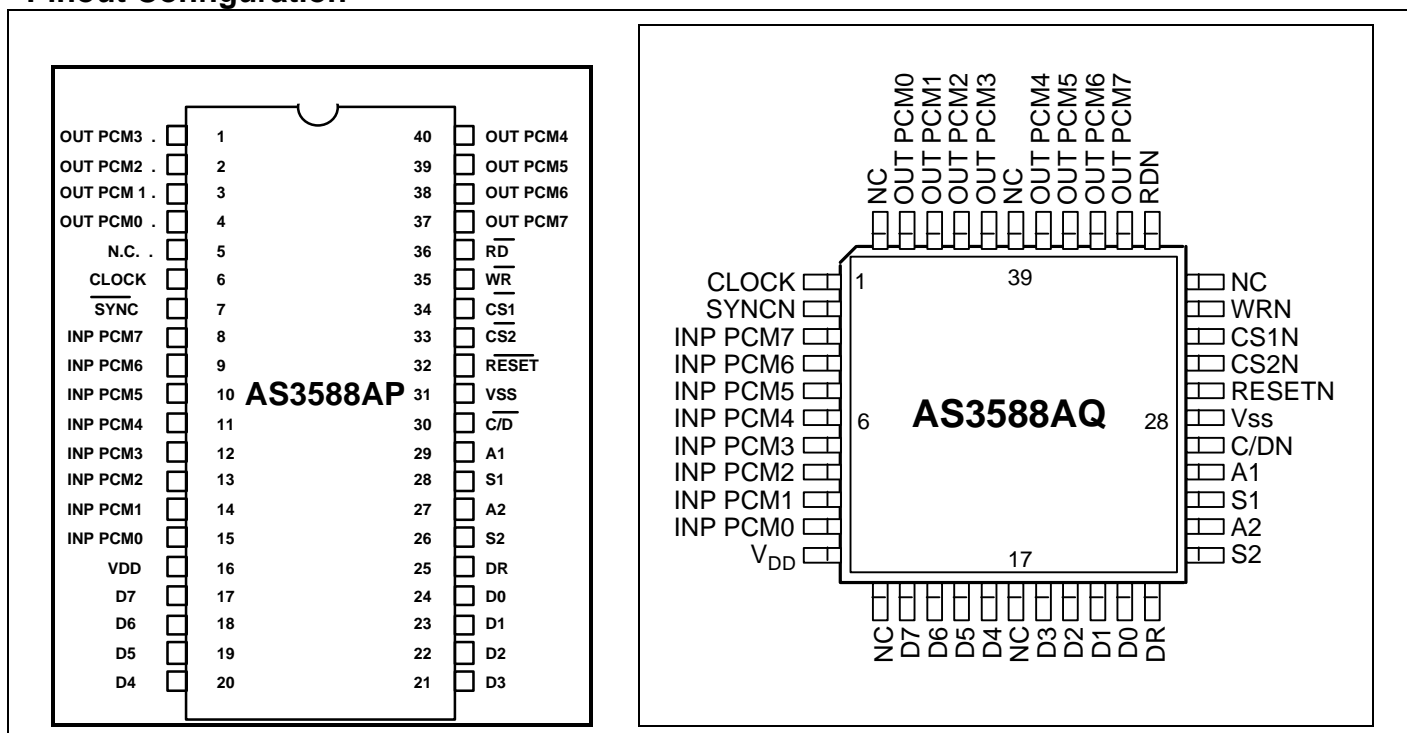 Pinout Configuration
OUT PCM3 . 1 40 OUT PCM4
OUT PCM2 . 2 39 OUT PCM5
OUT PCM 1 . 3 38 OUT PCM6
OUT PCM0 . 4 37 OUT PCM7
N.C. . 5 36 RD
CLOCK 6 35 WR
SYNC 7 34 CS1
INP PCM7 8 33 CS2
INP PCM6 9 32 RESET
INP PCM5 10 AS3588AP 31 VSS
INP PCM4 11 30 C/D
INP PCM3 12 29 A1
INP PCM2 13 28 S1
INP PCM1 14 27 A2
INP PCM0 15 26 S2
VDD 16 25 DR
D7 17 24 D0
D6 18 23 D1
D5 19 22 D2
D4 20 21 D3
NC OUT PCM0 OUT PCM1 OUT PCM2 OUT PCM3 NC OUT PCM4 OUT PCM5 OUT PCM6 OUT PCM7 RDN
CLOCK 1 39 NC
SYNCN WRN
INP PCM7 CS1N
INP PCM6 CS2N
INP PCM5 RESETN
INP PCM4 6 AS3588AQ 28 Vss
INP PCM3 C/DN
INP PCM2 A1
INP PCM1 S1
INP PCM0 A2
VDD 17 S2
NC D7 D6 D5 D4 NC D3 D2 D1 D0 DR